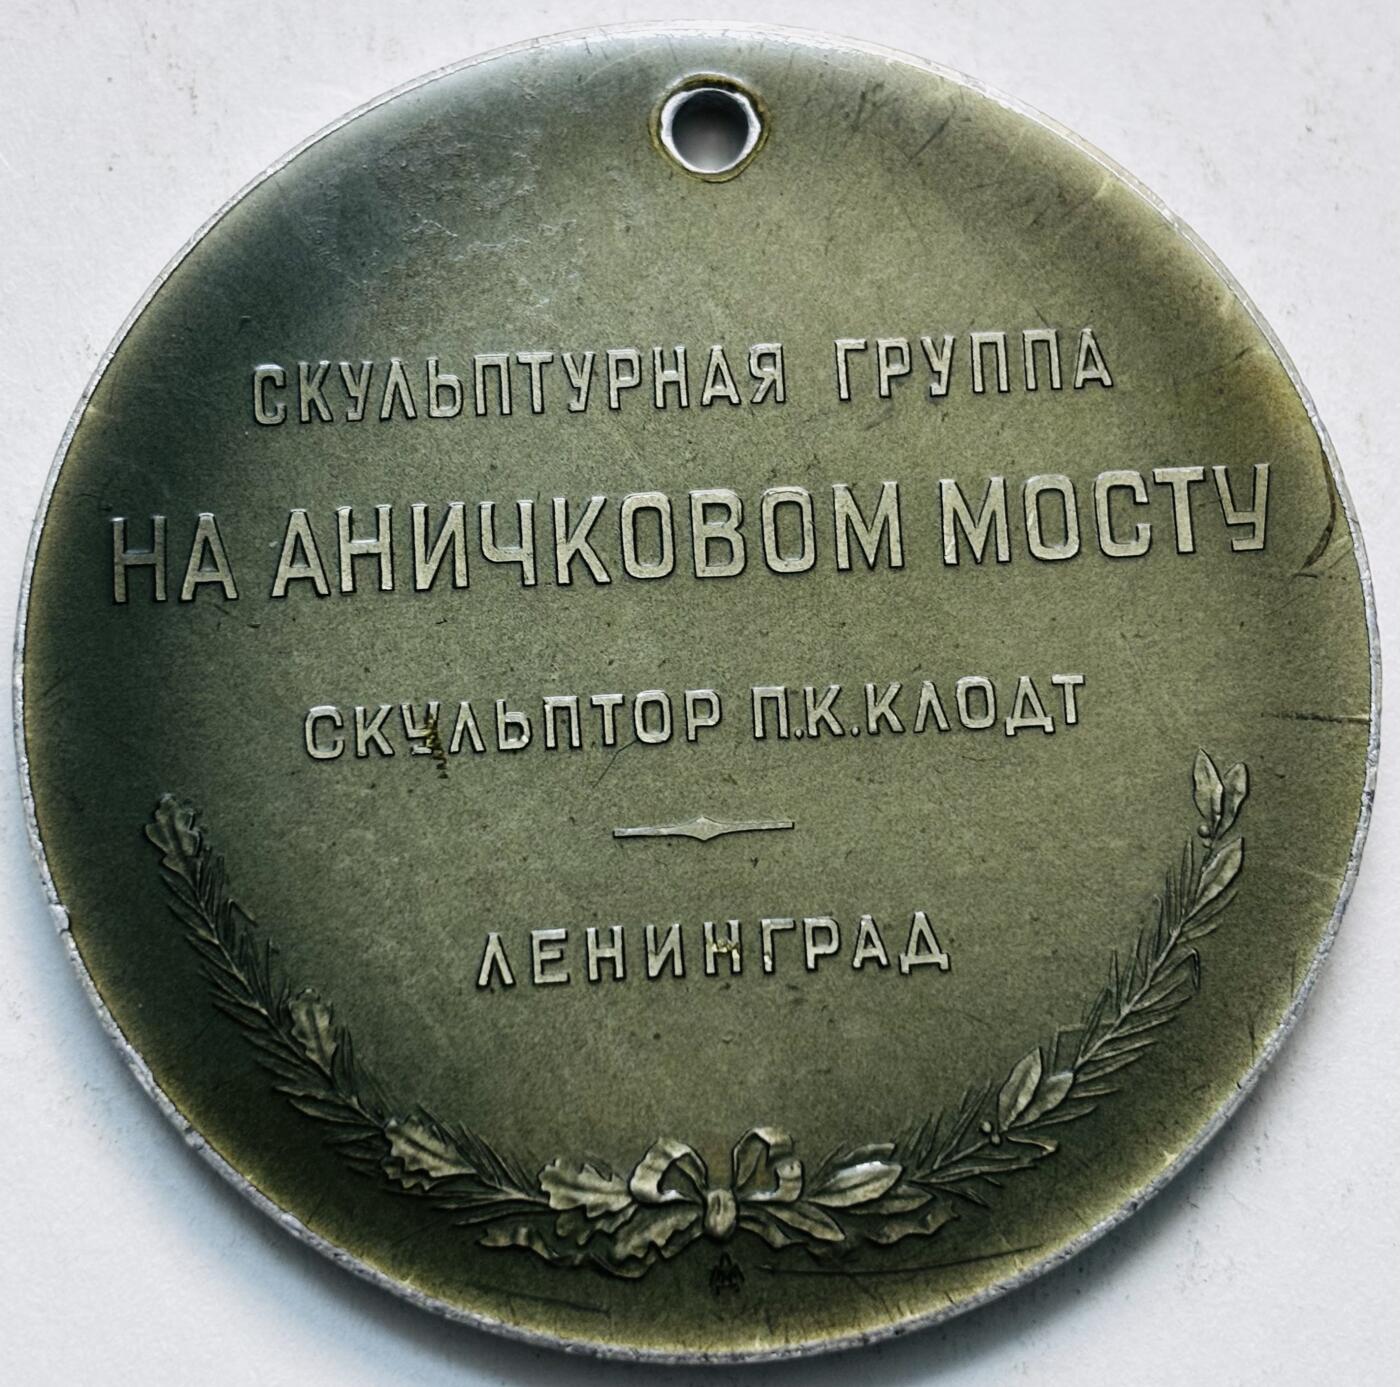 СКУЛЬПТУРНАЯ ГРУППА
НА АНИЧКОВОМ МОСТУ
СКУЛЬПТОР П.К.КЛОДТ
ЛЕНИНГРАД